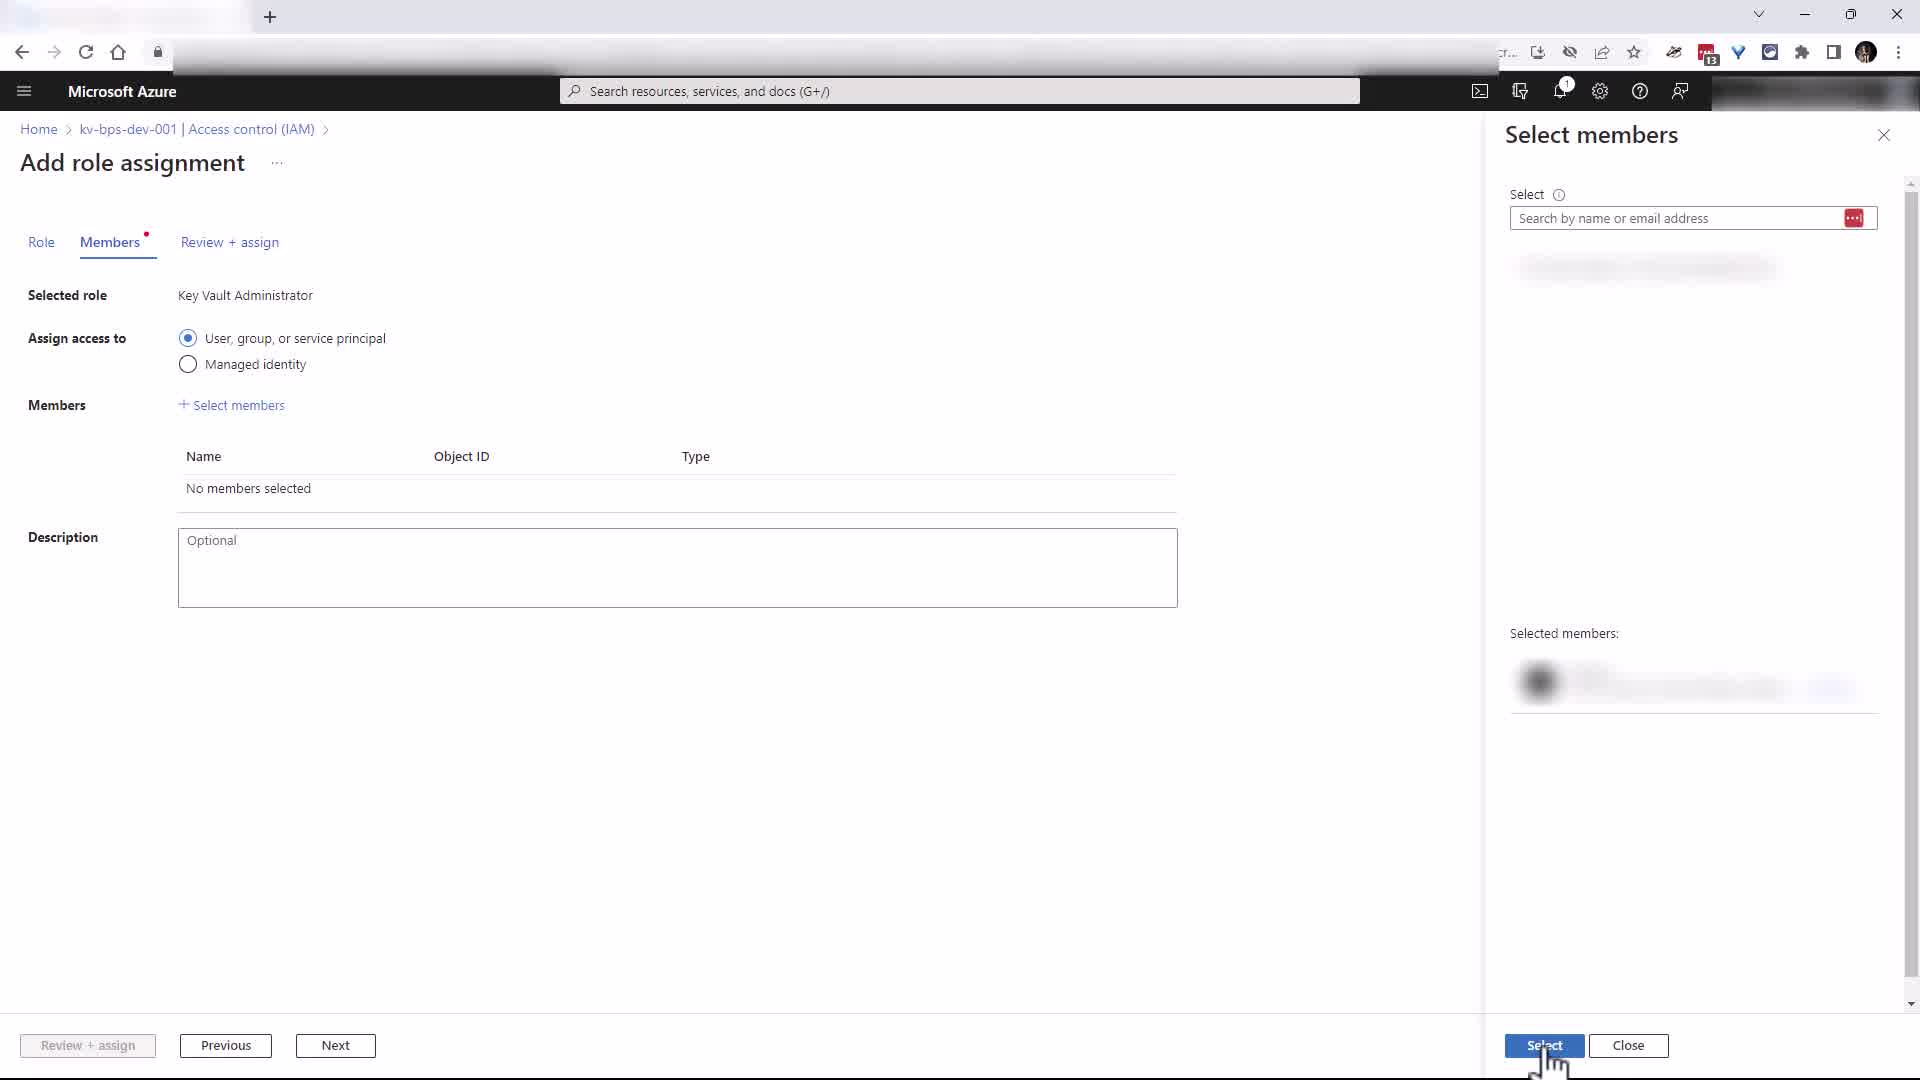 cr...
13
Microsoft Azure
Search resources, services, and docs (G+/)
1
Home > kv-bps-dev-001 | Access control (IAM) >
Add role assignment ...
Role
Members
Review + assign
Selected role
Key Vault Administrator
Assign access to
User, group, or service principal
Managed identity
Members
+ Select members
Name
Object ID
Type
No members selected
Description
Optional
Review + assign
Previous
Next
Select members
Select
Search by name or email address
Selected members:
Select
Close